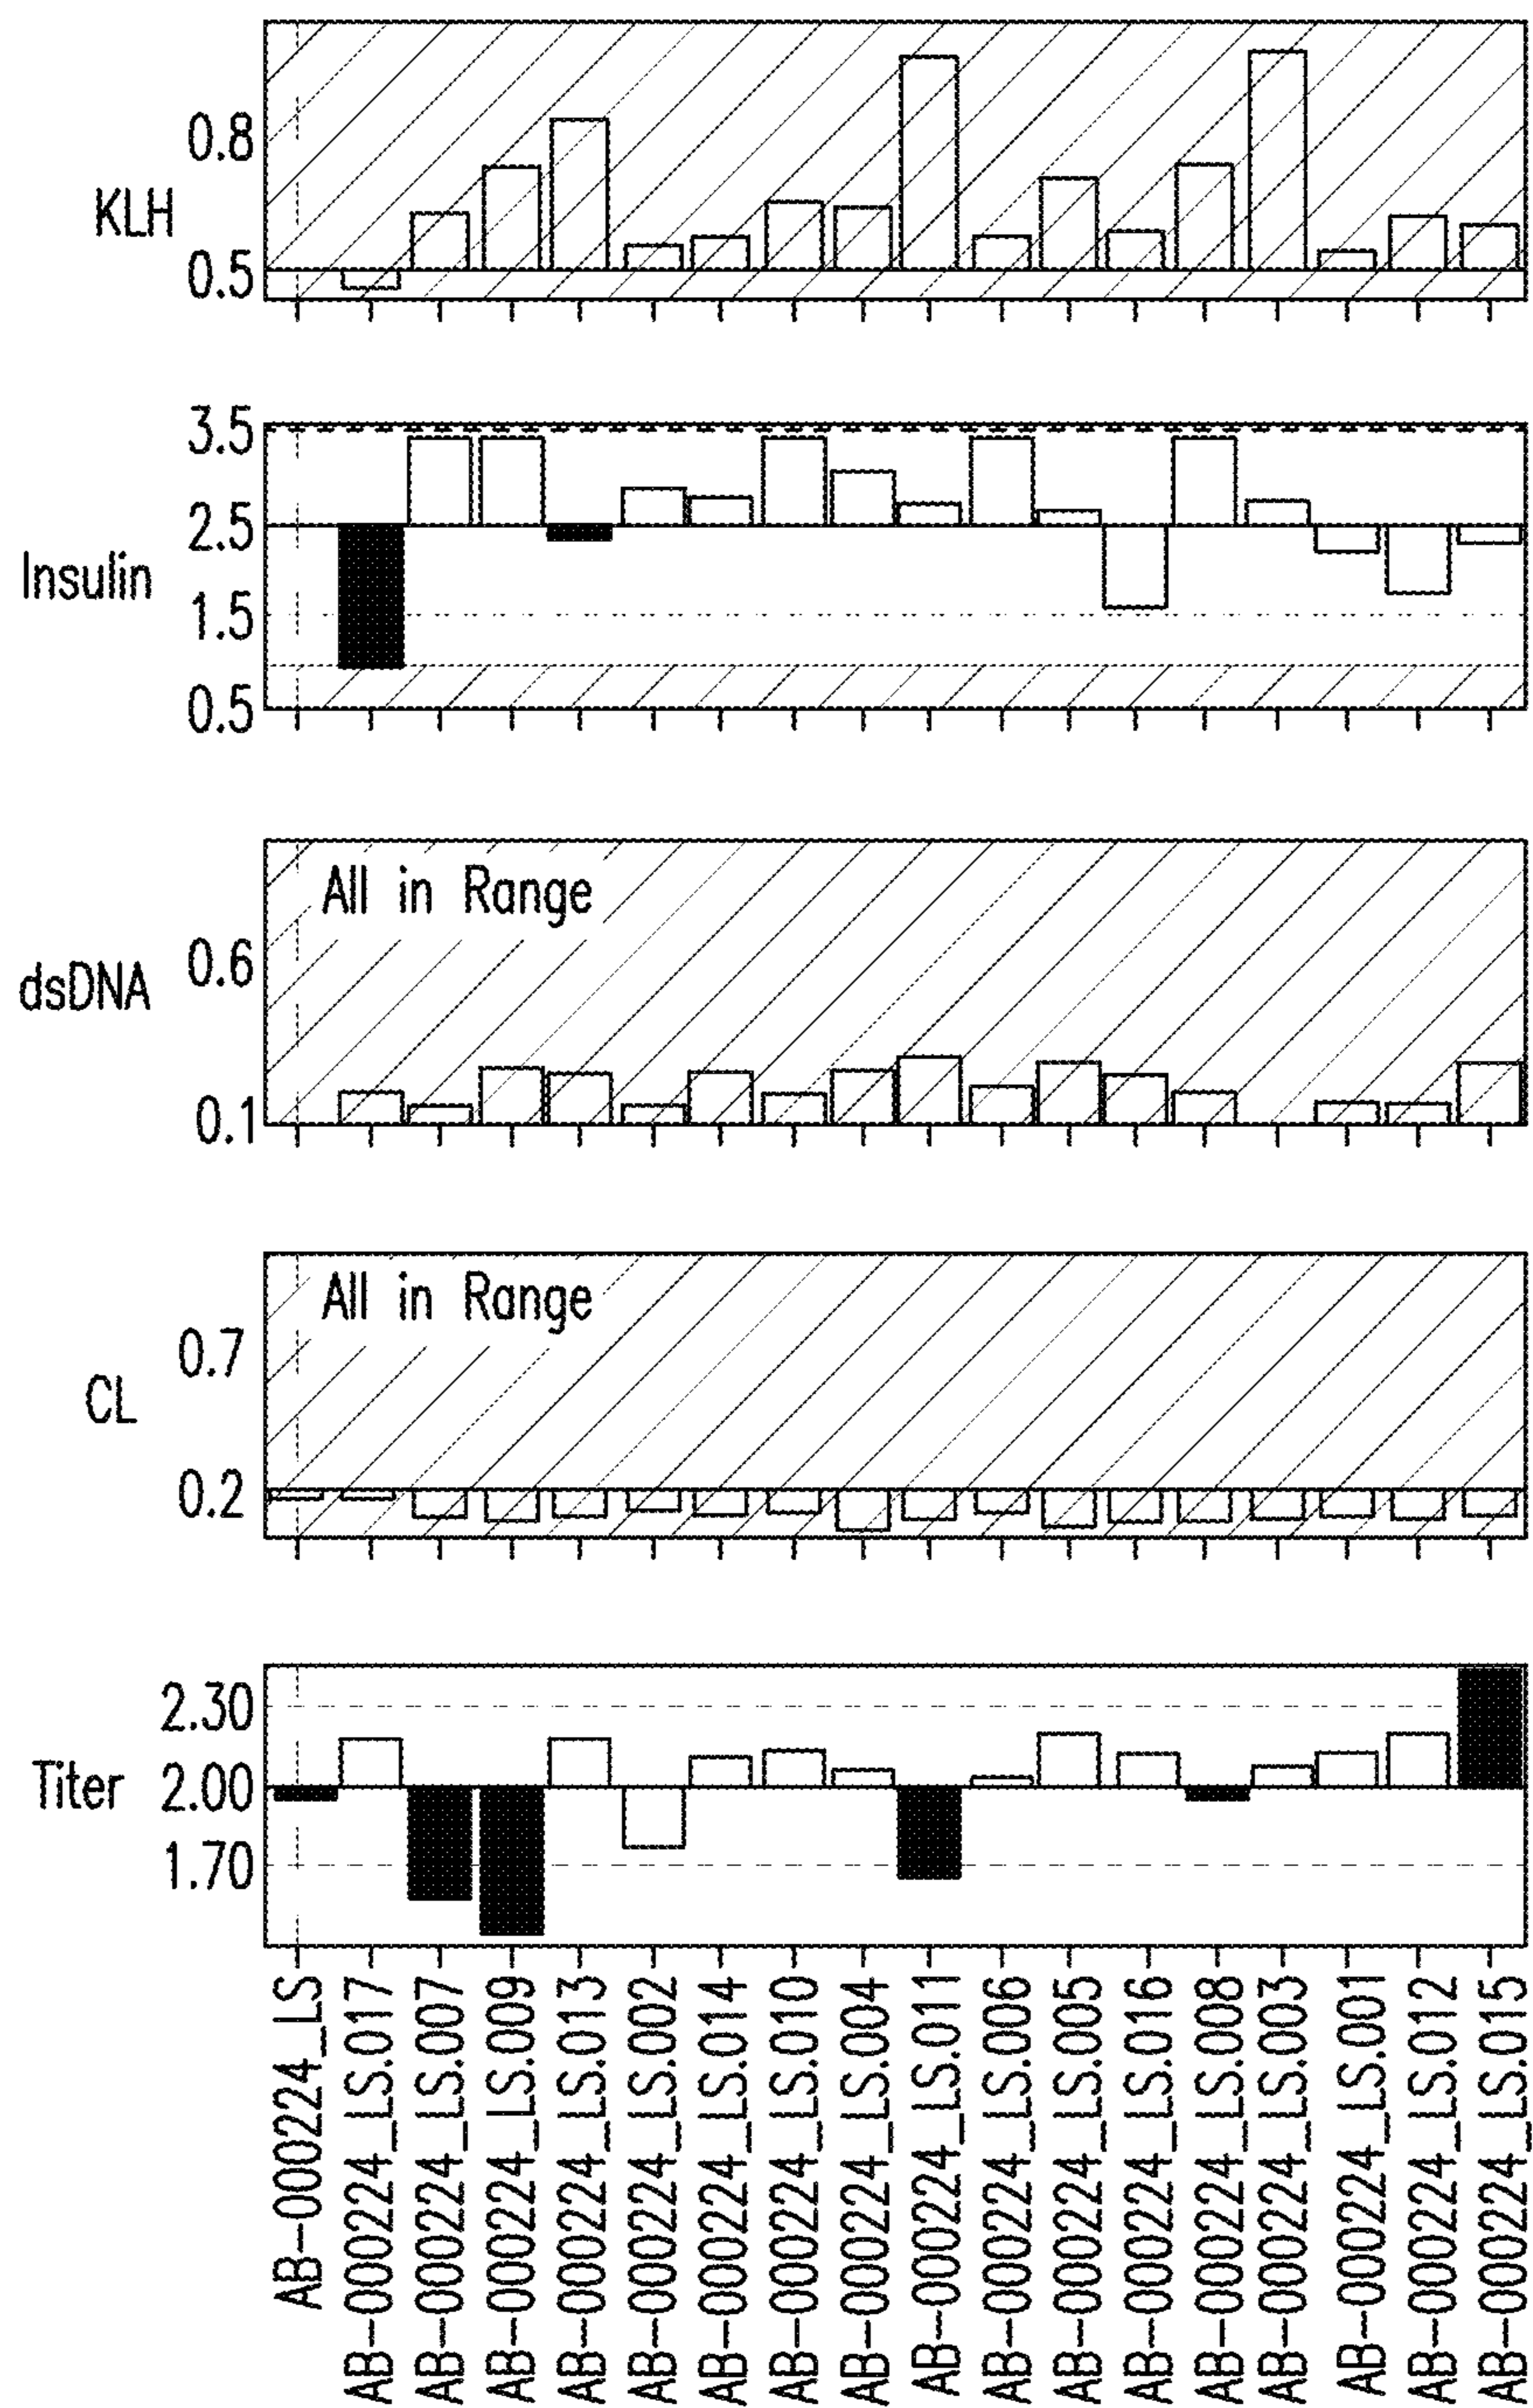 KLH
0.8
0.5
Insulin
3.5
2.5
1.5
0.5
dsDNA
All in Range
0.6
0.1
CL
All in Range
0.7
0.2
Titer
2.30
2.00
1.70
AB-000224_LS
AB-000224_LS.017
AB-000224_LS.007
AB-000224_LS.009
AB-000224_LS.013
AB-000224_LS.002
AB-000224_LS.014
AB-000224_LS.010
AB-000224_LS.004
AB-000224_LS.011
AB-000224_LS.006
AB-000224_LS.005
AB-000224_LS.016
AB-000224_LS.008
AB-000224_LS.003
AB-000224_LS.001
AB-000224_LS.012
AB-000224_LS.015